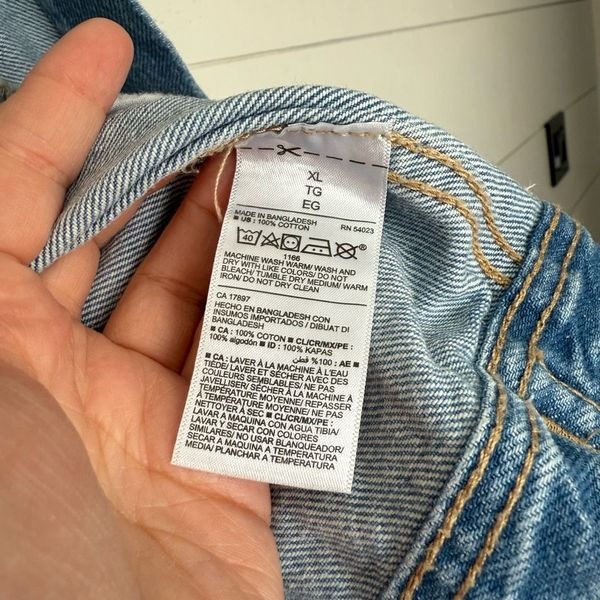 XL
TG
EG
MADE IN BANGLADESH RN 54023
■ US : 100% COTTON
40 ®
1166
MACHINE WASH WARM/ WASH AND
DRY WITH LIKE COLORS/ DO NOT
BLEACH/ TUMBLE DRY MEDIUM/ WARM
IRON/ DO NOT DRY CLEAN
CA 17897
HECHO EN BANGLADESH CON
INSUMOS IMPORTADOS / DIBUAT DI
BANGLADESH
■ CA : 100% COTON ■ CL/CR/MX/PE :
100% algodón ■ ID : 100% KAPAS
■ AE : 100% قطن
■ CA: LAVER À LA MACHINE À L'EAU
TIÈDE/ LAVER ET SÉCHER AVEC DES
COULEURS SEMBLABLES/ NE PAS
JAVELLISER/ SÉCHER À LA MACHINE
À TEMPÉRATURE MOYENNE/ REPASSER
À TEMPÉRATURE MOYENNE/ NE PAS
NETTOYER À SEC ■ CL/CR/MX/PE :
LAVAR A MAQUINA CON AGUA TIBIA/
LAVAR Y SECAR CON COLORES
SIMILARES/ NO USAR BLANQUEADOR/
SECAR A MAQUINA A TEMPERATURA
MEDIA/ PLANCHAR A TEMPERATURA